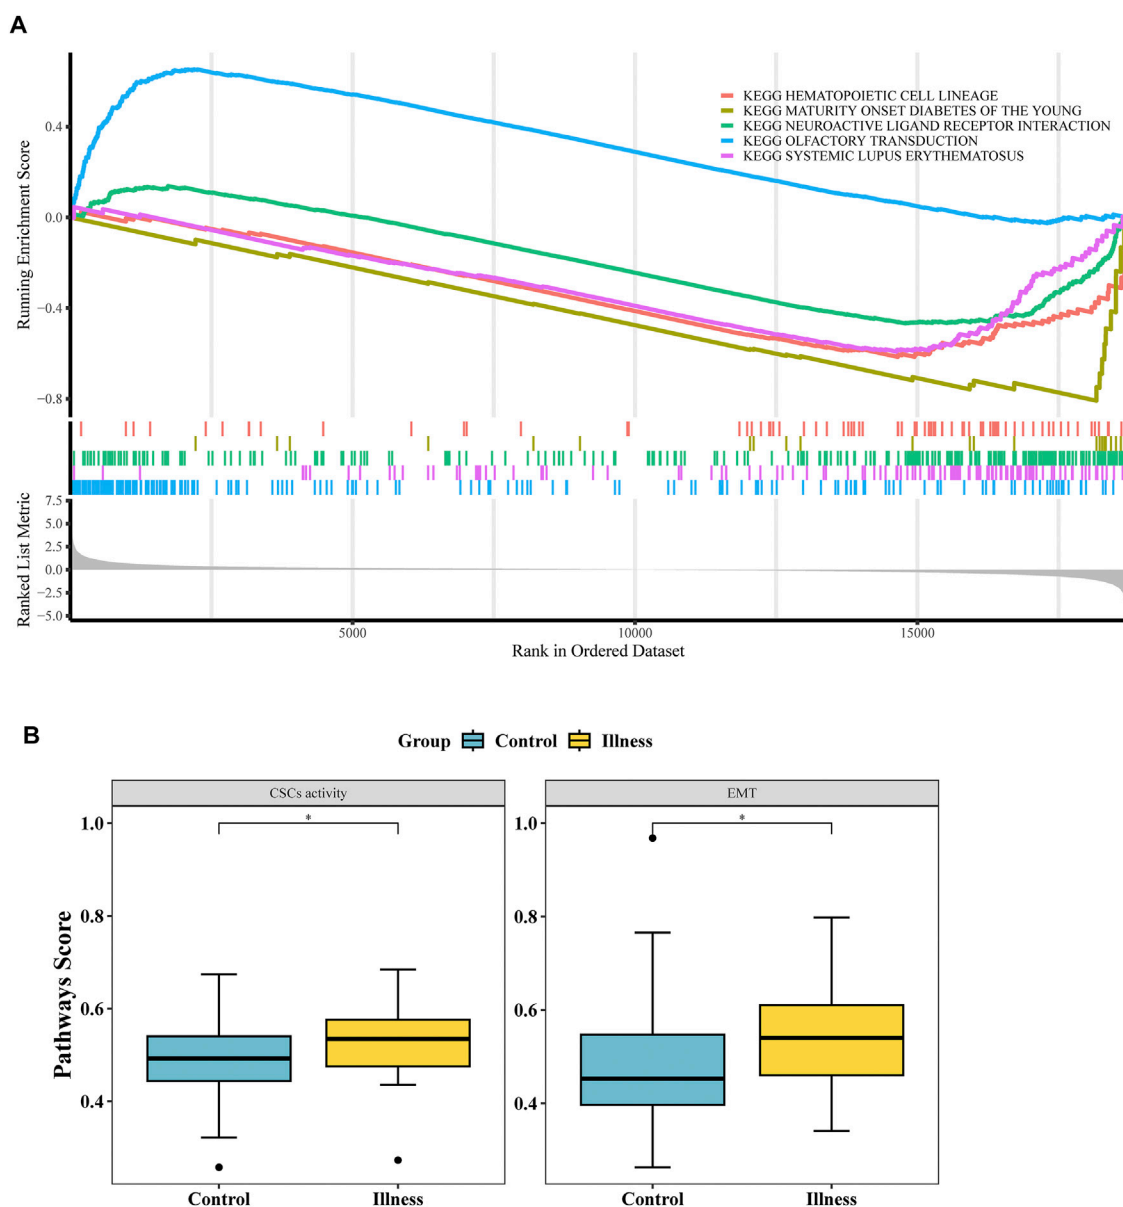 A
Running Enrichment Score
0.4
0.0
−0.4
−0.8
KEGG HEMATOPOIETIC CELL LINEAGE
KEGG MATURITY ONSET DIABETES OF THE YOUNG
KEGG NEUROACTIVE LIGAND RECEPTOR INTERACTION
KEGG OLFACTORY TRANSDUCTION
KEGG SYSTEMIC LUPUS ERYTHEMATOSUS
Ranked List Metric
7.5
5.0
2.5
0.0
−2.5
−5.0
5000 10000 15000
Rank in Ordered Dataset
B
Group Control Illness
CSCs activity
EMT
Pathways Score
1.0
0.8
0.6
0.4
*
1.0
0.8
0.6
0.4
*
Control Illness
Control Illness